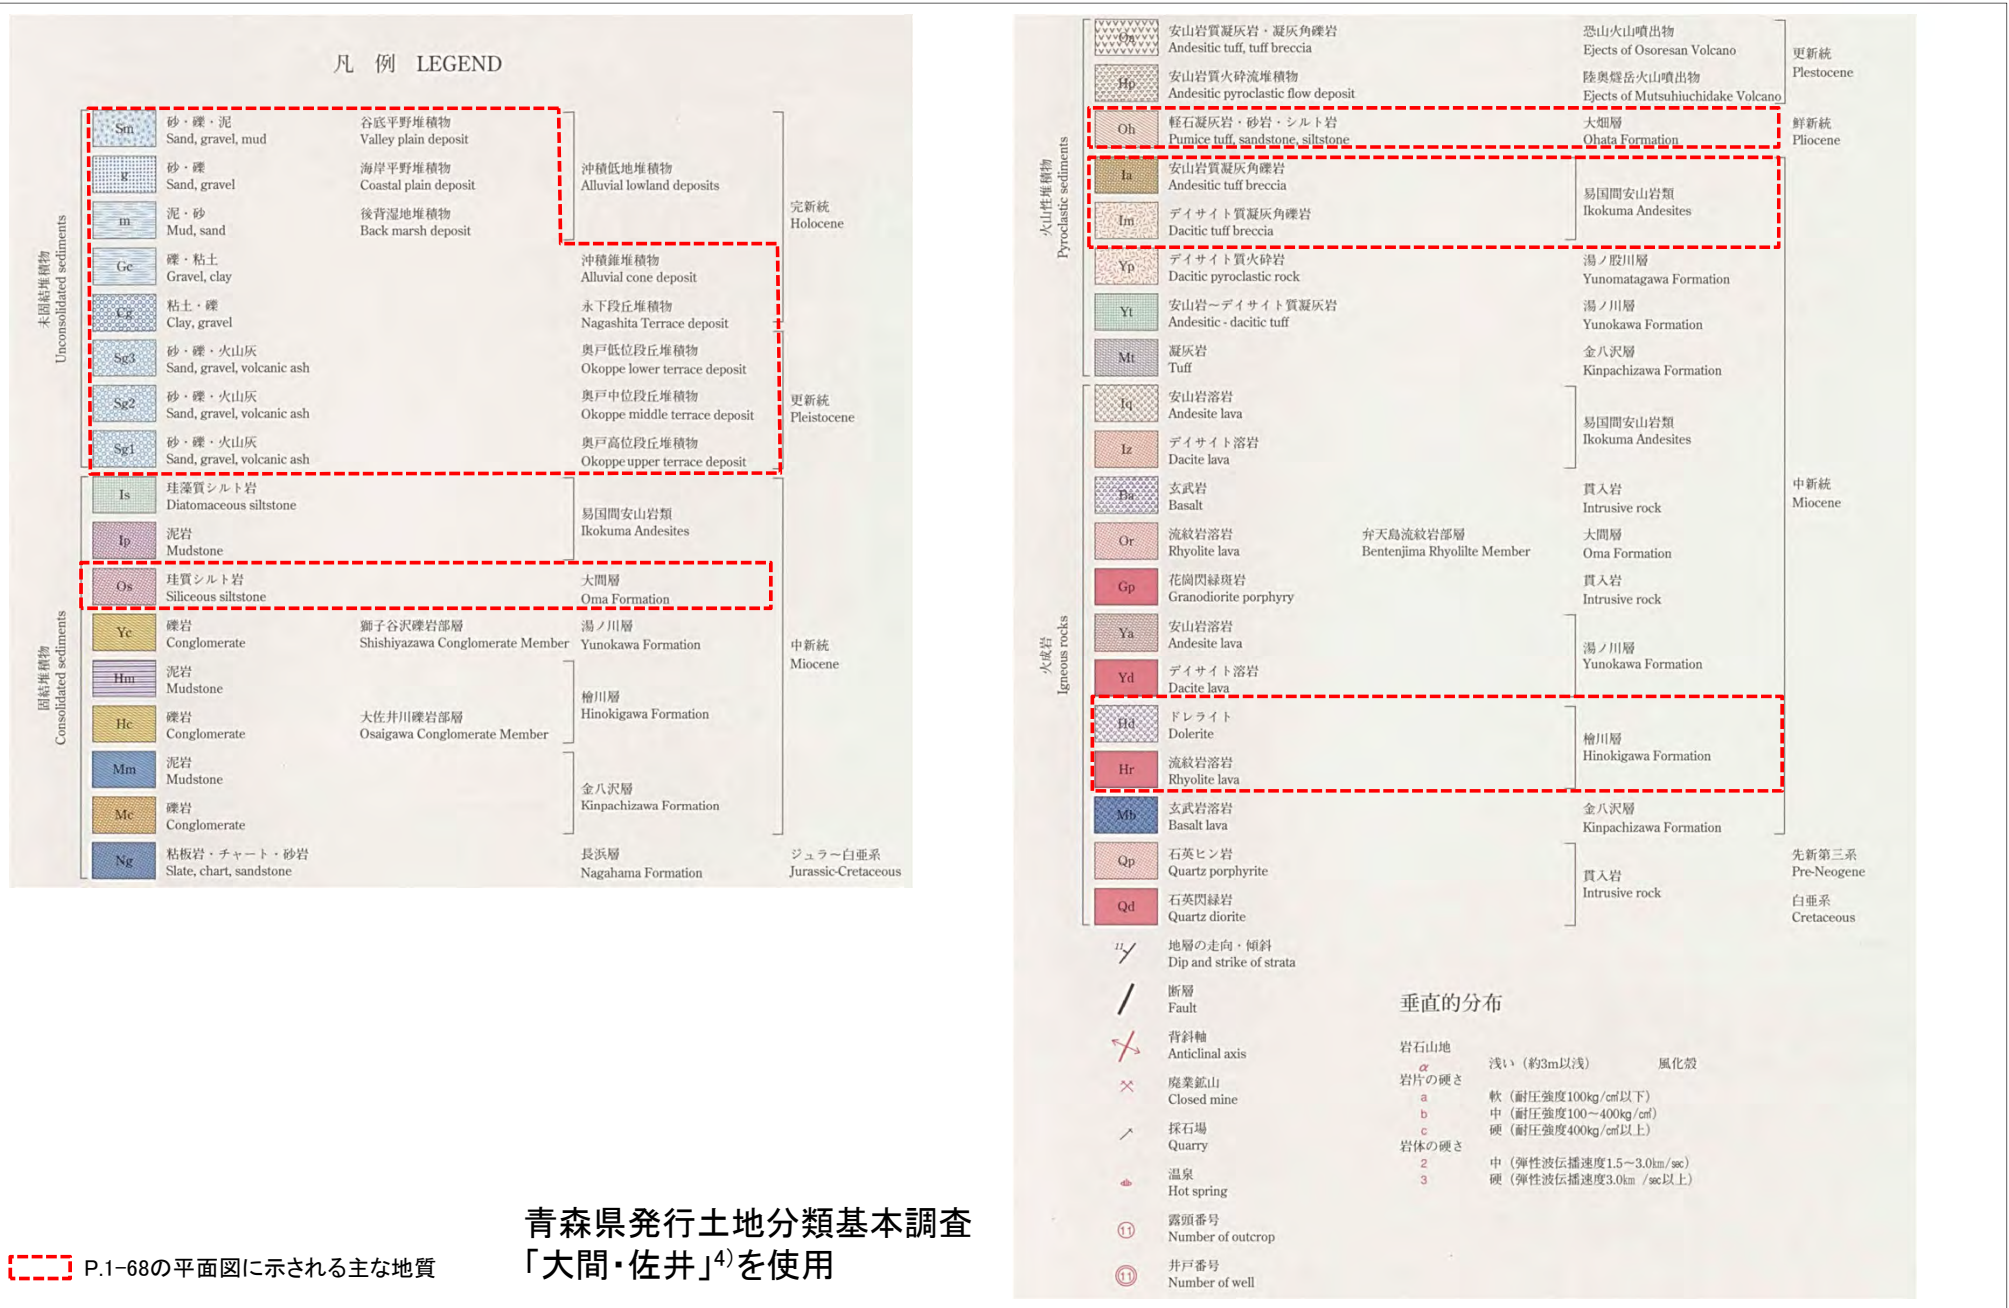 凡 例 LEGEND
未固結堆積物
Unconsolidated sediments
Sm 砂・礫・泥 谷底平野堆積物
Sand, gravel, mud Valley plain deposit
g 砂・礫 海岸平野堆積物
Sand, gravel Coastal plain deposit
沖積低地堆積物
Alluvial lowland deposits
m 泥・砂 後背湿地堆積物
Mud, sand Back marsh deposit
完新統
Holocene
Gc 礫・粘土 沖積錐堆積物
Gravel, clay Alluvial cone deposit
Cg 粘土・礫 永下段丘堆積物
Clay, gravel Nagashita Terrace deposit
Sg3 砂・礫・火山灰 奥戸低位段丘堆積物
Sand, gravel, volcanic ash Okoppe lower terrace deposit
Sg2 砂・礫・火山灰 奥戸中位段丘堆積物
Sand, gravel, volcanic ash Okoppe middle terrace deposit
更新統
Pleistocene
Sg1 砂・礫・火山灰 奥戸高位段丘堆積物
Sand, gravel, volcanic ash Okoppe upper terrace deposit
固結堆積物
Consolidated sediments
Is 珪藻質シルト岩
Diatomaceous siltstone
易国間安山岩類
Ikokuma Andesites
Ip 泥岩
Mudstone
Os 珪質シルト岩 大間層
Siliceous siltstone Oma Formation
Yc 礫岩 獅子谷沢礫岩部層 湯ノ川層
Conglomerate Shishiyazawa Conglomerate Member Yunokawa Formation
中新統
Miocene
Hm 泥岩
Mudstone
檜川層
Hinokigawa Formation
Hc 礫岩 大佐井川礫岩部層
Conglomerate Osaigawa Conglomerate Member
Mm 泥岩
Mudstone
金八沢層
Kinpachizawa Formation
Mc 礫岩
Conglomerate
Ng 粘板岩・チャート・砂岩 長浜層 ジュラ〜白亜系
Slate, chart, sandstone Nagahama Formation Jurassic-Cretaceous
P.1-68の平面図に示される主な地質
青森県発行土地分類基本調査
「大間・佐井」4)を使用
火山性堆積物
Pyroclastic sediments
On 安山岩質凝灰岩・凝灰角礫岩 恐山火山噴出物
Andesitic tuff, tuff breccia Ejects of Osoresan Volcano
更新統
Plestocene
Hp 安山岩質火砕流堆積物 陸奥燧岳火山噴出物
Andesitic pyroclastic flow deposit Ejects of Mutsuhiuchidake Volcano
Oh 軽石凝灰岩・砂岩・シルト岩 大畑層 鮮新統
Pumice tuff, sandstone, siltstone Ohata Formation Pliocene
Ia 安山岩質凝灰角礫岩
Andesitic tuff breccia
易国間安山岩類
Ikokuma Andesites
Im デイサイト質凝灰角礫岩
Dacitic tuff breccia
Yp デイサイト質火砕岩 湯ノ股川層
Dacitic pyroclastic rock Yunomatagawa Formation
Yt 安山岩〜デイサイト質凝灰岩 湯ノ川層
Andesitic - dacitic tuff Yunokawa Formation
Mt 凝灰岩 金八沢層
Tuff Kinpachizawa Formation
火成岩
Igneous rocks
Iq 安山岩溶岩
Andesite lava
易国間安山岩類
Ikokuma Andesites
Iz デイサイト溶岩
Dacite lava
Ba 玄武岩 貫入岩
Basalt Intrusive rock
中新統
Miocene
Or 流紋岩溶岩 弁天島流紋岩部層 大間層
Rhyolite lava Bentenjima Rhyolilte Member Oma Formation
Gp 花崗閃緑斑岩 貫入岩
Granodiorite porphyry Intrusive rock
Ya 安山岩溶岩
Andesite lava
湯ノ川層
Yunokawa Formation
Yd デイサイト溶岩
Dacite lava
Hd ドレライト
Dolerite
檜川層
Hinokigawa Formation
Hr 流紋岩溶岩
Rhyolite lava
Mb 玄武岩溶岩 金八沢層
Basalt lava Kinpachizawa Formation
Qp 石英ヒン岩 先新第三系
Quartz porphyrite Pre-Neogene
貫入岩
Intrusive rock
Qd 石英閃緑岩 白亜系
Quartz diorite Cretaceous
11 地層の走向・傾斜
Dip and strike of strata
断層
Fault
背斜軸
Anticlinal axis
廃業鉱山
Closed mine
採石場
Quarry
温泉
Hot spring
11 露頭番号
Number of outcrop
11 井戸番号
Number of well
垂直的分布
岩石山地
α 浅い（約3m以浅） 風化殻
岩片の硬さ
a 軟（耐圧強度100kg/c㎡以下）
b 中（耐圧強度100〜400kg/c㎡）
c 硬（耐圧強度400kg/c㎡以上）
岩体の硬さ
2 中（弾性波伝播速度1.5〜3.0km/sec）
3 硬（弾性波伝播速度3.0km /sec以上）